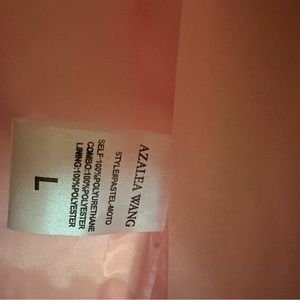 AZALEA WANG
STYLE#PASTEL-MOTO
SELF:100%POLYURETHANE
COMBO:100%POLYESTER
LINING:100%POLYESTER
L